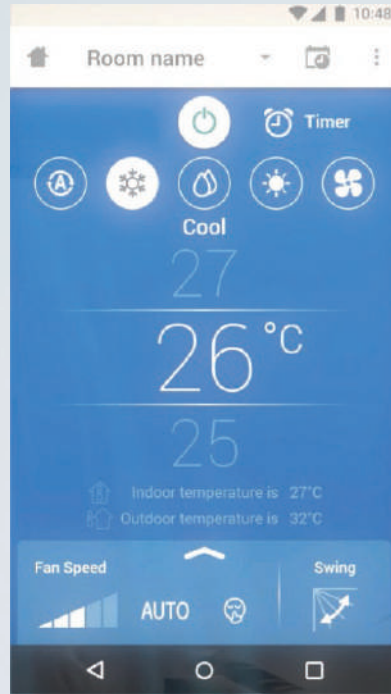 10:48
Room name
Timer
A
Cool
27
26°C
25
Indoor temperature is 27°C
Outdoor temperature is 32°C
Fan Speed
Swing
AUTO